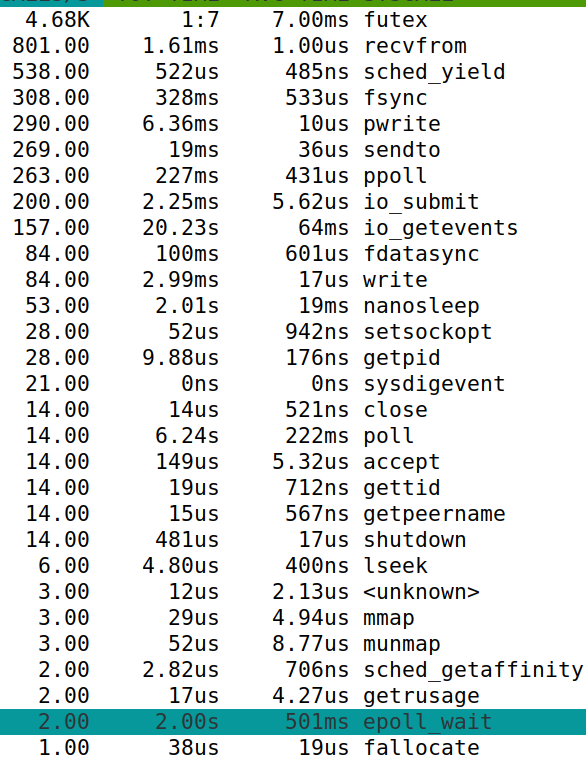 4.68K 1:7 7.00ms futex
801.00 1.61ms 1.00us recvfrom
538.00 522us 485ns sched_yield
308.00 328ms 533us fsync
290.00 6.36ms 10us pwrite
269.00 19ms 36us sendto
263.00 227ms 431us ppoll
200.00 2.25ms 5.62us io_submit
157.00 20.23s 64ms io_getevents
84.00 100ms 601us fdatasync
84.00 2.99ms 17us write
53.00 2.01s 19ms nanosleep
28.00 52us 942ns setsockopt
28.00 9.88us 176ns getpid
21.00 0ns 0ns sysdigevent
14.00 14us 521ns close
14.00 6.24s 222ms poll
14.00 149us 5.32us accept
14.00 19us 712ns gettid
14.00 15us 567ns getpeername
14.00 481us 17us shutdown
6.00 4.80us 400ns lseek
3.00 12us 2.13us <unknown>
3.00 29us 4.94us mmap
3.00 52us 8.77us munmap
2.00 2.82us 706ns sched_getaffinity
2.00 17us 4.27us getrusage
2.00 2.00s 501ms epoll_wait
1.00 38us 19us fallocate